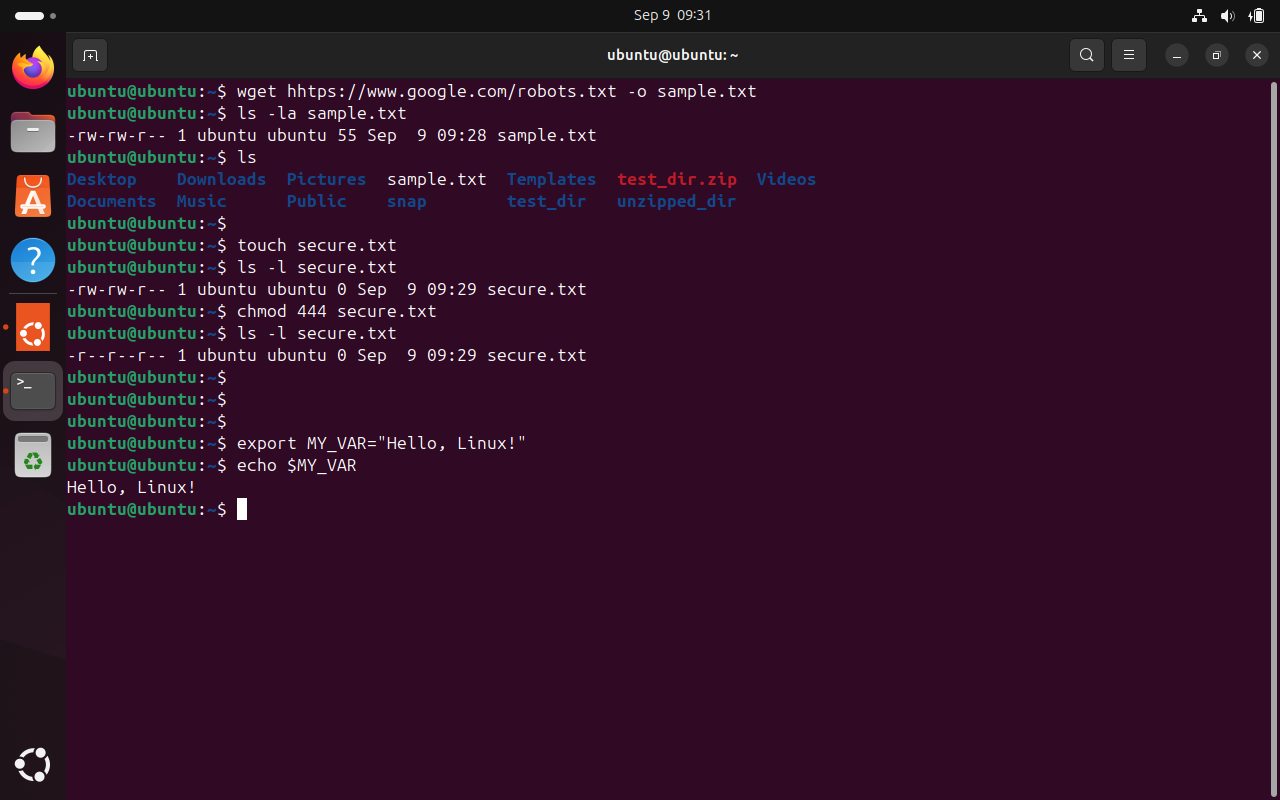 Sep 9 09:31
ubuntu@ubuntu: ~
ubuntu@ubuntu:~$ wget hhtps://www.google.com/robots.txt -o sample.txt
ubuntu@ubuntu:~$ ls -la sample.txt
-rw-rw-r-- 1 ubuntu ubuntu 55 Sep  9 09:28 sample.txt
ubuntu@ubuntu:~$ ls
Desktop    Downloads  Pictures  sample.txt  Templates  test_dir.zip  Videos
Documents  Music      Public    snap        test_dir   unzipped_dir
ubuntu@ubuntu:~$
ubuntu@ubuntu:~$ touch secure.txt
ubuntu@ubuntu:~$ ls -l secure.txt
-rw-rw-r-- 1 ubuntu ubuntu 0 Sep  9 09:29 secure.txt
ubuntu@ubuntu:~$ chmod 444 secure.txt
ubuntu@ubuntu:~$ ls -l secure.txt
-r--r--r-- 1 ubuntu ubuntu 0 Sep  9 09:29 secure.txt
ubuntu@ubuntu:~$
ubuntu@ubuntu:~$
ubuntu@ubuntu:~$
ubuntu@ubuntu:~$ export MY_VAR="Hello, Linux!"
ubuntu@ubuntu:~$ echo $MY_VAR
Hello, Linux!
ubuntu@ubuntu:~$